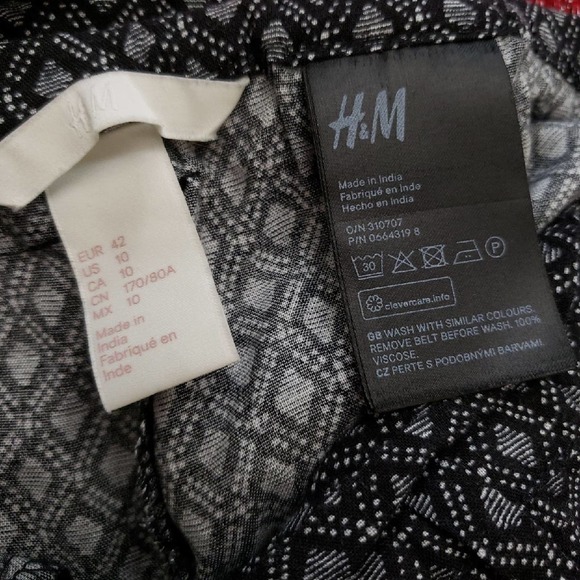 H&M
EUR 42
US 10
CA 10
CN 170/80A
MX 10
Made in
India
Fabriqué en
Inde
H&M
Made in India
Fabriqué en Inde
Hecho en India
O/N 310707
P/N 0664319 8
30
P
clevercare.info
GB WASH WITH SIMILAR COLOURS.
REMOVE BELT BEFORE WASH. 100%
VISCOSE.
CZ PERTE S PODOBNÝMI BARVAMI.